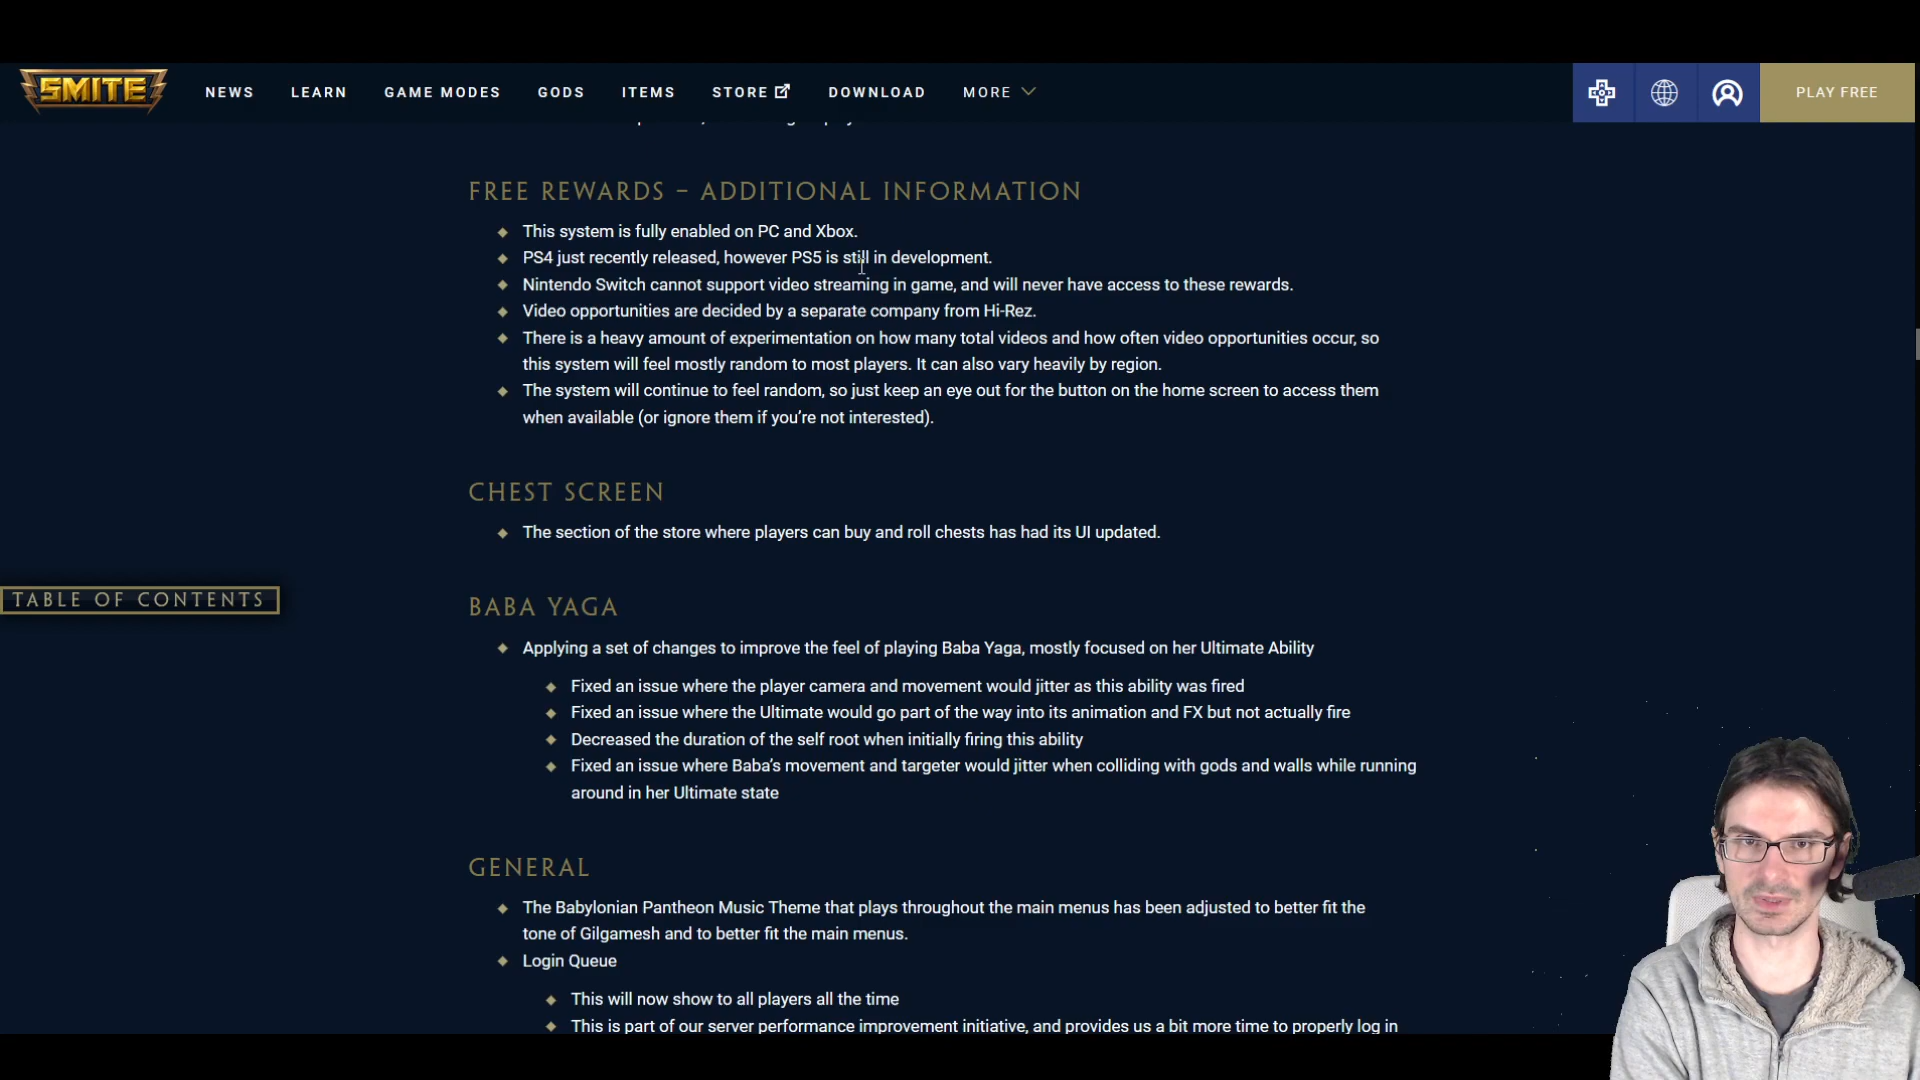 SMITE
NEWS
LEARN
GAME MODES
GODS
ITEMS
STORE
DOWNLOAD
MORE
PLAY FREE
FREE REWARDS – ADDITIONAL INFORMATION
This system is fully enabled on PC and Xbox.
PS4 just recently released, however PS5 is still in development.
Nintendo Switch cannot support video streaming in game, and will never have access to these rewards.
Video opportunities are decided by a separate company from Hi-Rez.
There is a heavy amount of experimentation on how many total videos and how often video opportunities occur, so
this system will feel mostly random to most players. It can also vary heavily by region.
The system will continue to feel random, so just keep an eye out for the button on the home screen to access them
when available (or ignore them if you’re not interested).
CHEST SCREEN
The section of the store where players can buy and roll chests has had its UI updated.
TABLE OF CONTENTS
BABA YAGA
Applying a set of changes to improve the feel of playing Baba Yaga, mostly focused on her Ultimate Ability
Fixed an issue where the player camera and movement would jitter as this ability was fired
Fixed an issue where the Ultimate would go part of the way into its animation and FX but not actually fire
Decreased the duration of the self root when initially firing this ability
Fixed an issue where Baba’s movement and targeter would jitter when colliding with gods and walls while running
around in her Ultimate state
GENERAL
The Babylonian Pantheon Music Theme that plays throughout the main menus has been adjusted to better fit the
tone of Gilgamesh and to better fit the main menus.
Login Queue
This will now show to all players all the time
This is part of our server performance improvement initiative, and provides us a bit more time to properly log in